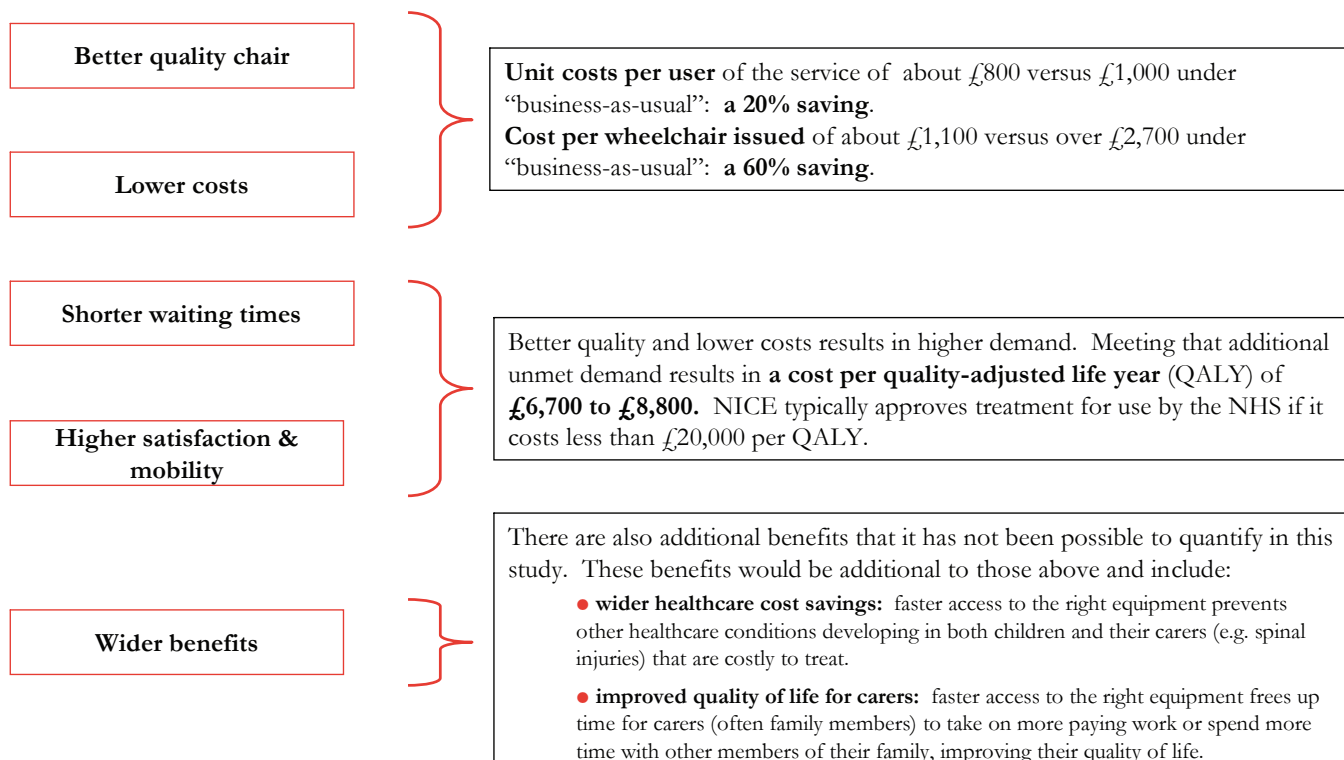 Better quality chair
Lower costs
Unit costs per user of the service of about £800 versus £1,000 under
“business-as-usual”: a 20% saving.
Cost per wheelchair issued of about £1,100 versus over £2,700 under
“business-as-usual”: a 60% saving.
Shorter waiting times
Higher satisfaction &
mobility
Better quality and lower costs results in higher demand. Meeting that additional
unmet demand results in a cost per quality-adjusted life year (QALY) of
£6,700 to £8,800. NICE typically approves treatment for use by the NHS if it
costs less than £20,000 per QALY.
Wider benefits
There are also additional benefits that it has not been possible to quantify in this
study. These benefits would be additional to those above and include:
● wider healthcare cost savings: faster access to the right equipment prevents
other healthcare conditions developing in both children and their carers (e.g. spinal
injuries) that are costly to treat.
● improved quality of life for carers: faster access to the right equipment frees up
time for carers (often family members) to take on more paying work or spend more
time with other members of their family, improving their quality of life.